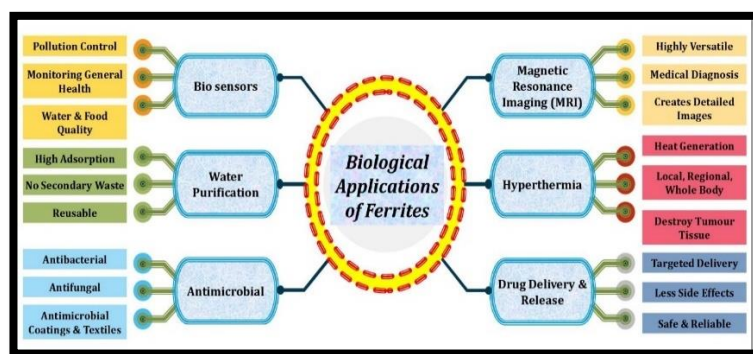 Pollution Control
Monitoring General
Health
Water & Food
Quality
Bio sensors
High Adsorption
No Secondary Waste
Reusable
Water
Purification
Antibacterial
Antifungal
Antimicrobial
Coatings & Textiles
Antimicrobial
Biological
Applications
of Ferrites
Magnetic
Resonance
Imaging (MRI)
Highly Versatile
Medical Diagnosis
Creates Detailed
Images
Hyperthermia
Heat Generation
Local, Regional,
Whole Body
Destroy Tumour
Tissue
Drug Delivery &
Release
Targeted Delivery
Less Side Effects
Safe & Reliable